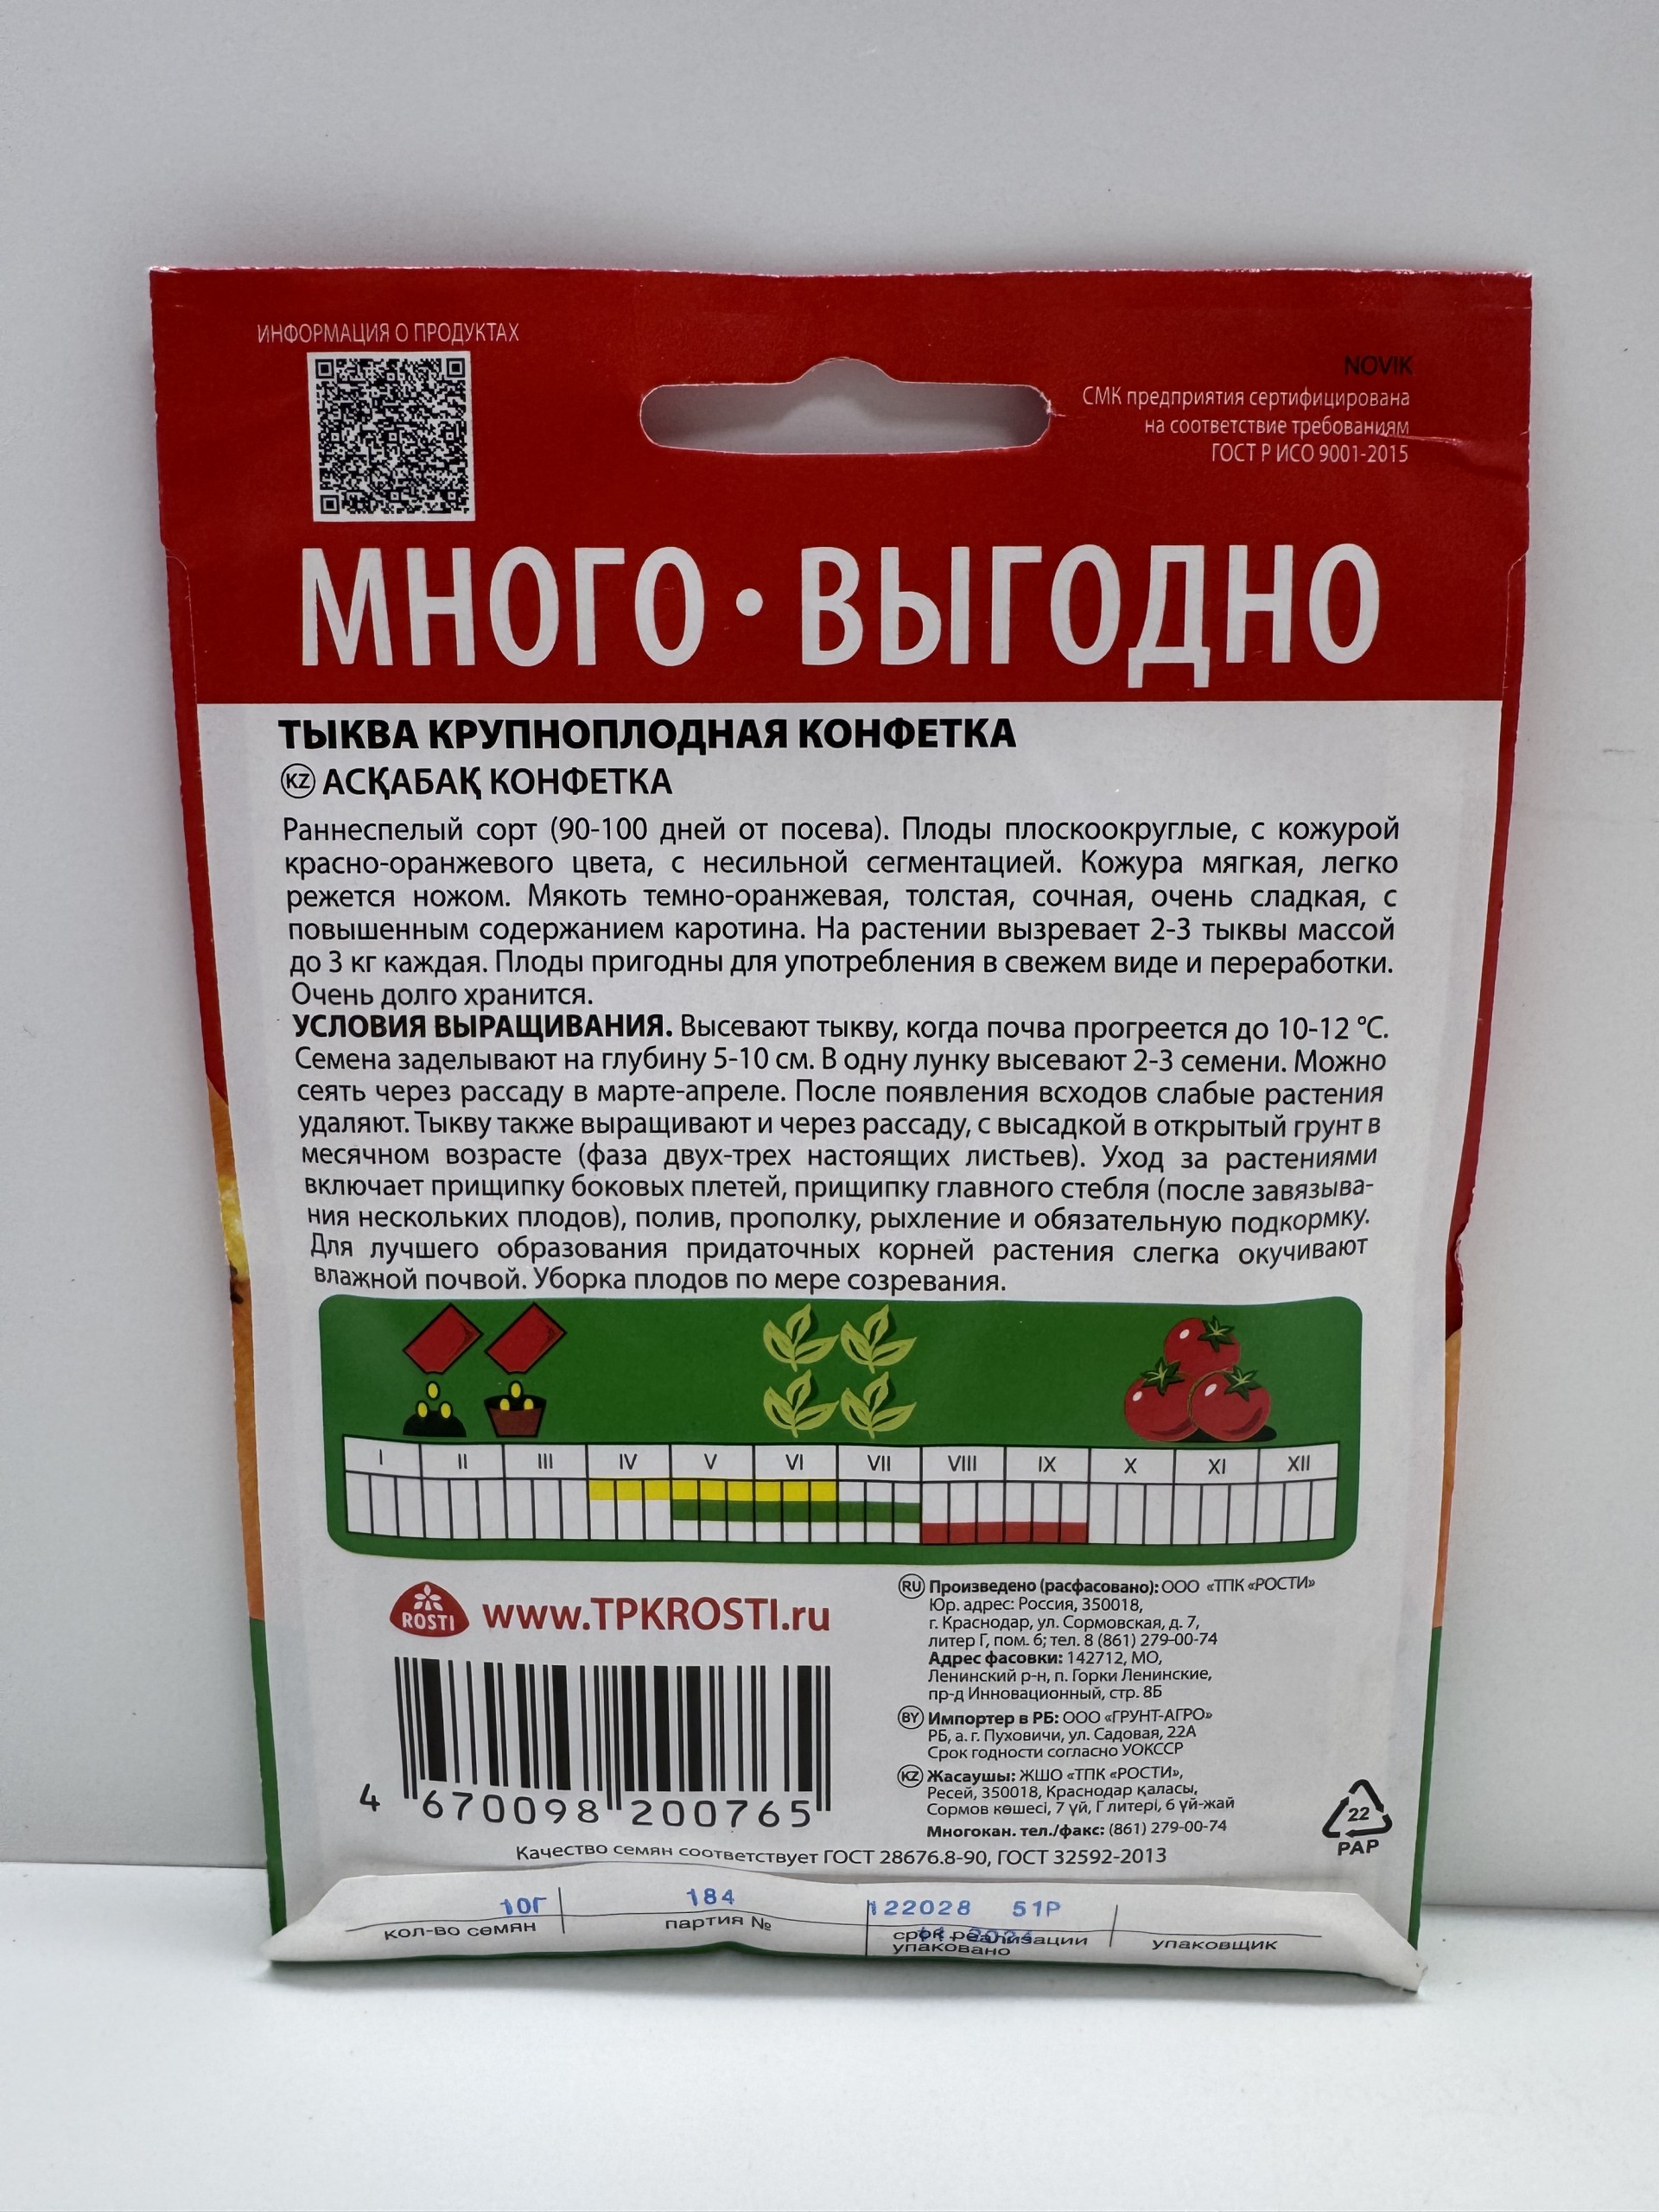 ИНФОРМАЦИЯ О ПРОДУКТАХ
NOVIK
СМК предприятия сертифицирована
на соответствие требованиям
ГОСТ Р ИСО 9001-2015
МНОГО • ВЫГОДНО
ТЫКВА КРУПНОПЛОДНАЯ КОНФЕТКА
KZ АСҚАБАҚ КОНФЕТКА
Раннеспелый сорт (90-100 дней от посева). Плоды плоскоокруглые, с кожурой
красно-оранжевого цвета, с несильной сегментацией. Кожура мягкая, легко
режется ножом. Мякоть темно-оранжевая, толстая, сочная, очень сладкая, с
повышенным содержанием каротина. На растении вызревает 2-3 тыквы массой
до 3 кг каждая. Плоды пригодны для употребления в свежем виде и переработки.
Очень долго хранится.
УСЛОВИЯ ВЫРАЩИВАНИЯ. Высевают тыкву, когда почва прогреется до 10-12 °С.
Семена заделывают на глубину 5-10 см. В одну лунку высевают 2-3 семени. Можно
сеять через рассаду в марте-апреле. После появления всходов слабые растения
удаляют. Тыкву также выращивают и через рассаду, с высадкой в открытый грунт в
месячном возрасте (фаза двух-трех настоящих листьев). Уход за растениями
включает прищипку боковых плетей, прищипку главного стебля (после завязыва-
ния нескольких плодов), полив, прополку, рыхление и обязательную подкормку.
Для лучшего образования придаточных корней растения слегка окучивают
влажной почвой. Уборка плодов по мере созревания.
I II III IV V VI VII VIII IX X XI XII
ROSTI www.TPKROSTI.ru
RU Произведено (расфасовано): ООО «ТПК «РОСТИ»
Юр. адрес: Россия, 350018,
г. Краснодар, ул. Сормовская, д. 7,
литер Г, пом. 6; тел. 8 (861) 279-00-74
Адрес фасовки: 142712, МО,
Ленинский р-н, п. Горки Ленинские,
пр-д Инновационный, стр. 8Б
BY Импортер в РБ: ООО «ГРУНТ-АГРО»
РБ, а. г. Пуховичи, ул. Садовая, 22А
Срок годности согласно УОКССР
KZ Жасаушы: ЖШО «ТПК «РОСТИ»,
Ресей, 350018, Краснодар қаласы,
Сормов көшесі, 7 үй, Г литері, 6 үй-жай
Многокан. тел./факс: (861) 279-00-74
4 670098 200765
22
PAP
Качество семян соответствует ГОСТ 28676.8-90, ГОСТ 32592-2013
10Г 184 122028 51Р
кол-во семян партия № срок реализации
упаковано упаковщик